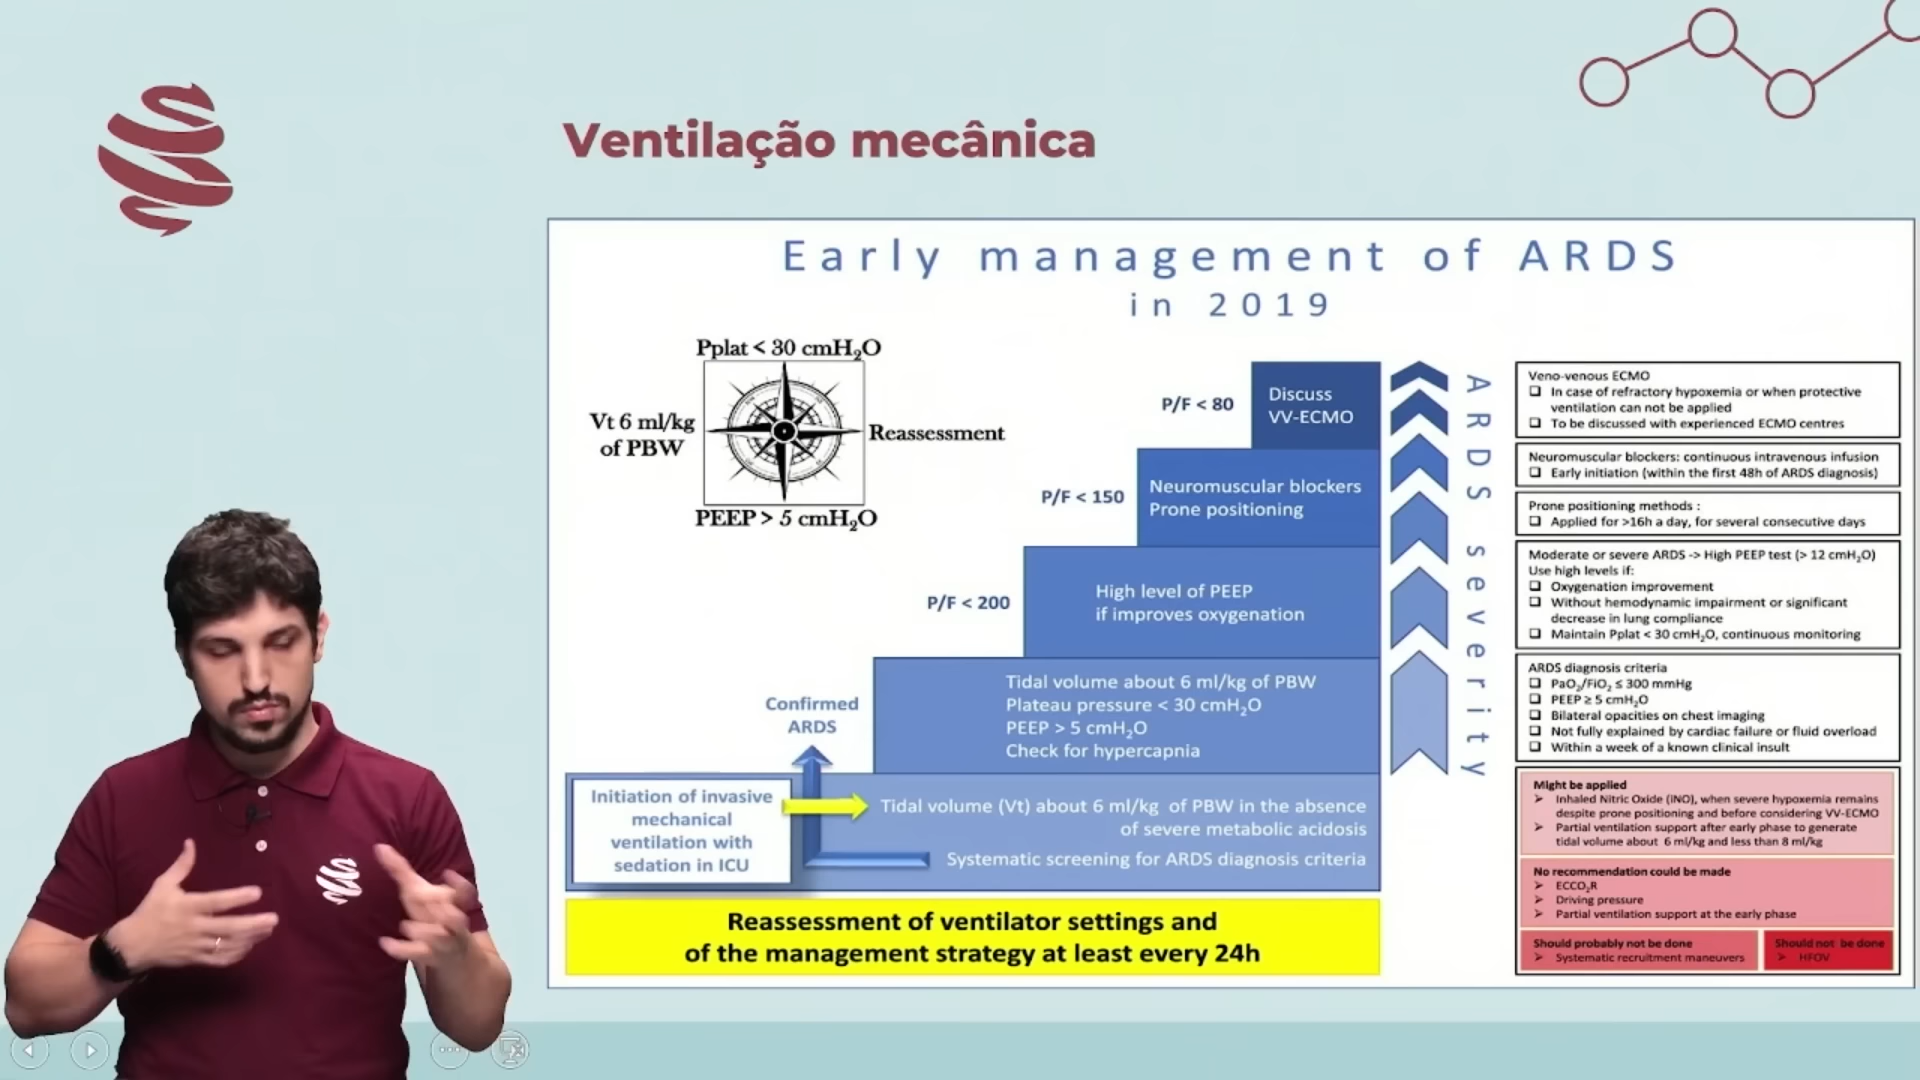 Ventilação mecânica
Early management of ARDS
in 2019
Pplat < 30 cmH₂O
Vt 6 ml/kg
of PBW
Reassessment
PEEP > 5 cmH₂O
P/F < 80
Discuss
VV-ECMO
P/F < 150
Neuromuscular blockers
Prone positioning
P/F < 200
High level of PEEP
if improves oxygenation
Confirmed
ARDS
Tidal volume about 6 ml/kg of PBW
Plateau pressure < 30 cmH₂O
PEEP > 5 cmH₂O
Check for hypercapnia
Initiation of invasive
mechanical
ventilation with
sedation in ICU
Tidal volume (Vt) about 6 ml/kg of PBW in the absence
of severe metabolic acidosis
Systematic screening for ARDS diagnosis criteria
Reassessment of ventilator settings and
of the management strategy at least every 24h
ARDS severity
Veno-venous ECMO
❑ In case of refractory hypoxemia or when protective
ventilation can not be applied
❑ To be discussed with experienced ECMO centres
Neuromuscular blockers: continuous intravenous infusion
❑ Early initiation (within the first 48h of ARDS diagnosis)
Prone positioning methods :
❑ Applied for >16h a day, for several consecutive days
Moderate or severe ARDS -> High PEEP test (> 12 cmH₂O)
Use high levels if:
❑ Oxygenation improvement
❑ Without hemodynamic impairment or significant
decrease in lung compliance
❑ Maintain Pplat < 30 cmH₂O, continuous monitoring
ARDS diagnosis criteria
❑ PaO₂/FiO₂ ≤ 300 mmHg
❑ PEEP ≥ 5 cmH₂O
❑ Bilateral opacities on chest imaging
❑ Not fully explained by cardiac failure or fluid overload
❑ Within a week of a known clinical insult
Might be applied
➢ Inhaled Nitric Oxide (iNO), when severe hypoxemia remains
despite prone positioning and before considering VV-ECMO
➢ Partial ventilation support after early phase to generate
tidal volume about 6 ml/kg and less than 8 ml/kg
No recommendation could be made
➢ ECCO₂R
➢ Driving pressure
➢ Partial ventilation support at the early phase
Should probably not be done
➢ Systematic recruitment maneuvers
Should not be done
➢ HFOV